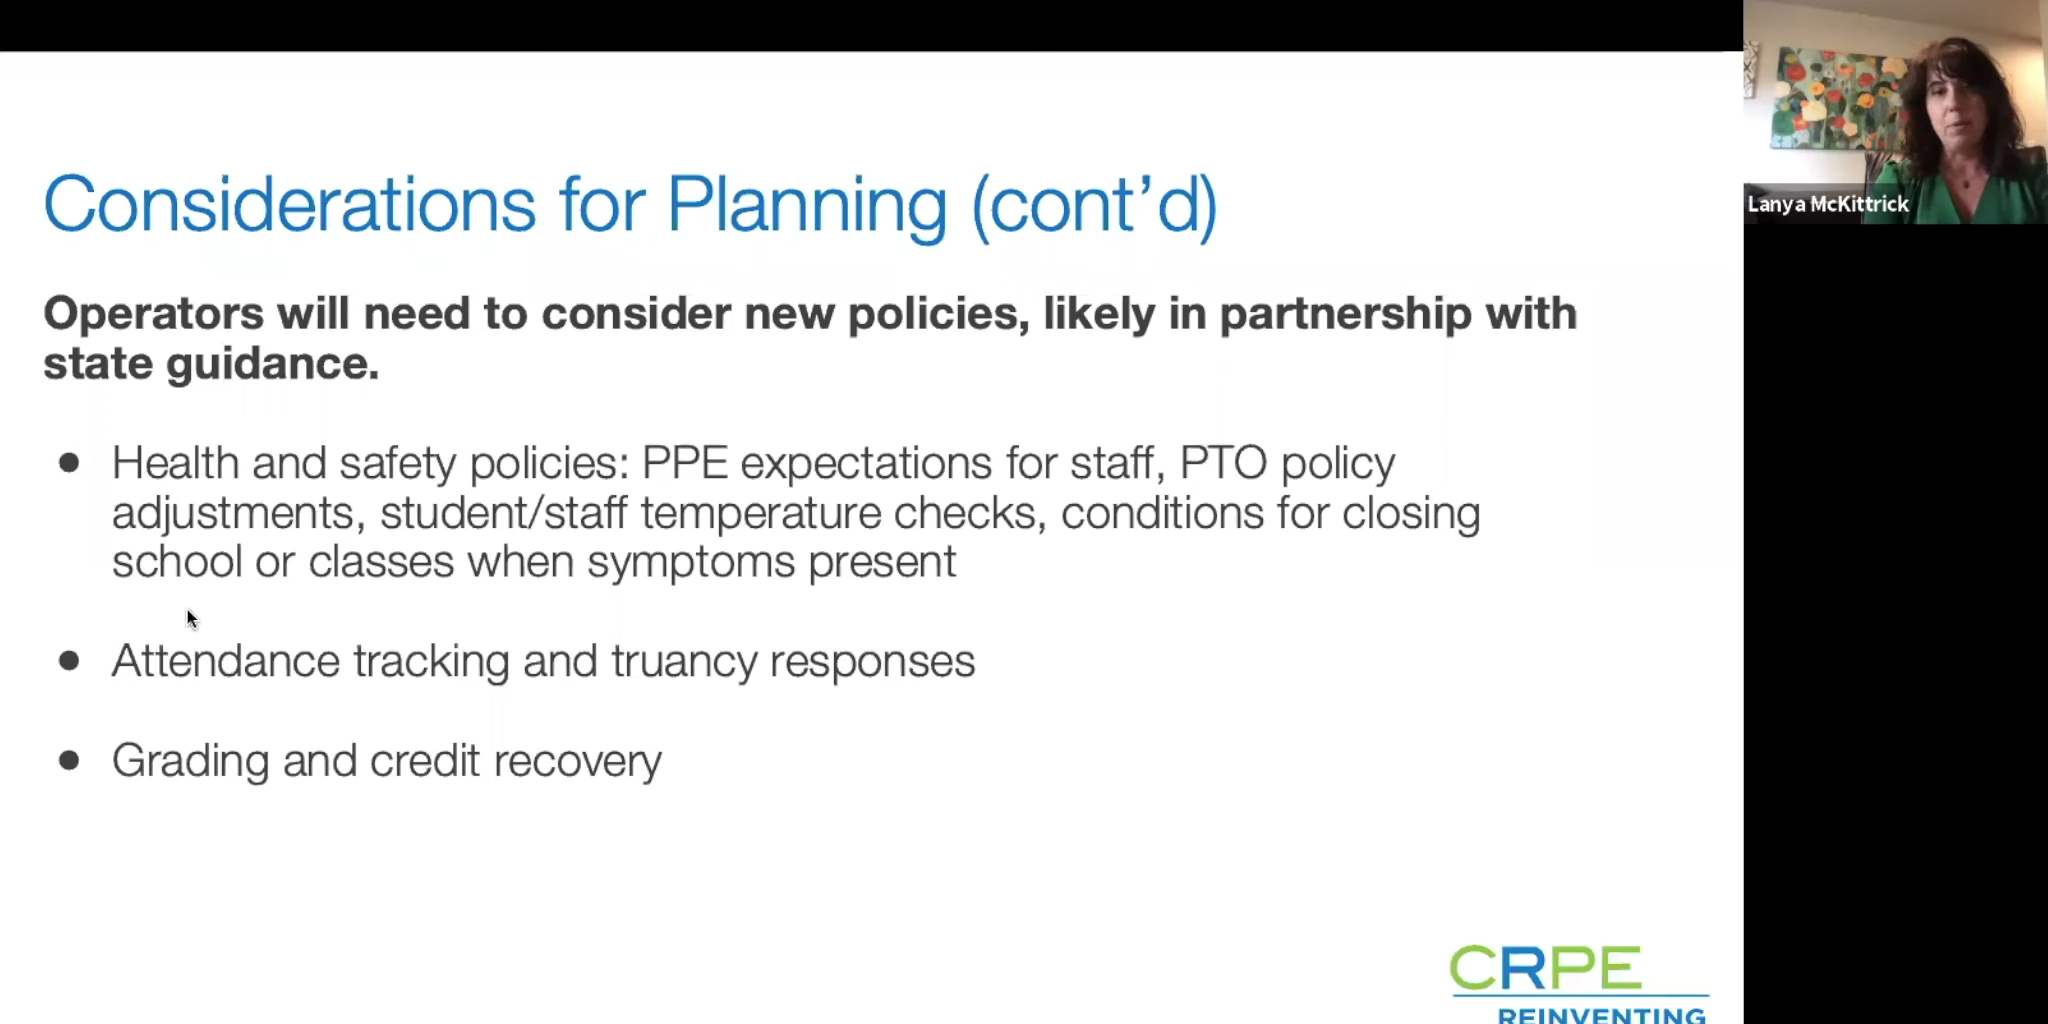 Considerations for Planning (cont’d)
Operators will need to consider new policies, likely in partnership with
state guidance.
● Health and safety policies: PPE expectations for staff, PTO policy
adjustments, student/staff temperature checks, conditions for closing
school or classes when symptoms present
● Attendance tracking and truancy responses
● Grading and credit recovery
Lanya McKittrick
CRPE
REINVENTING